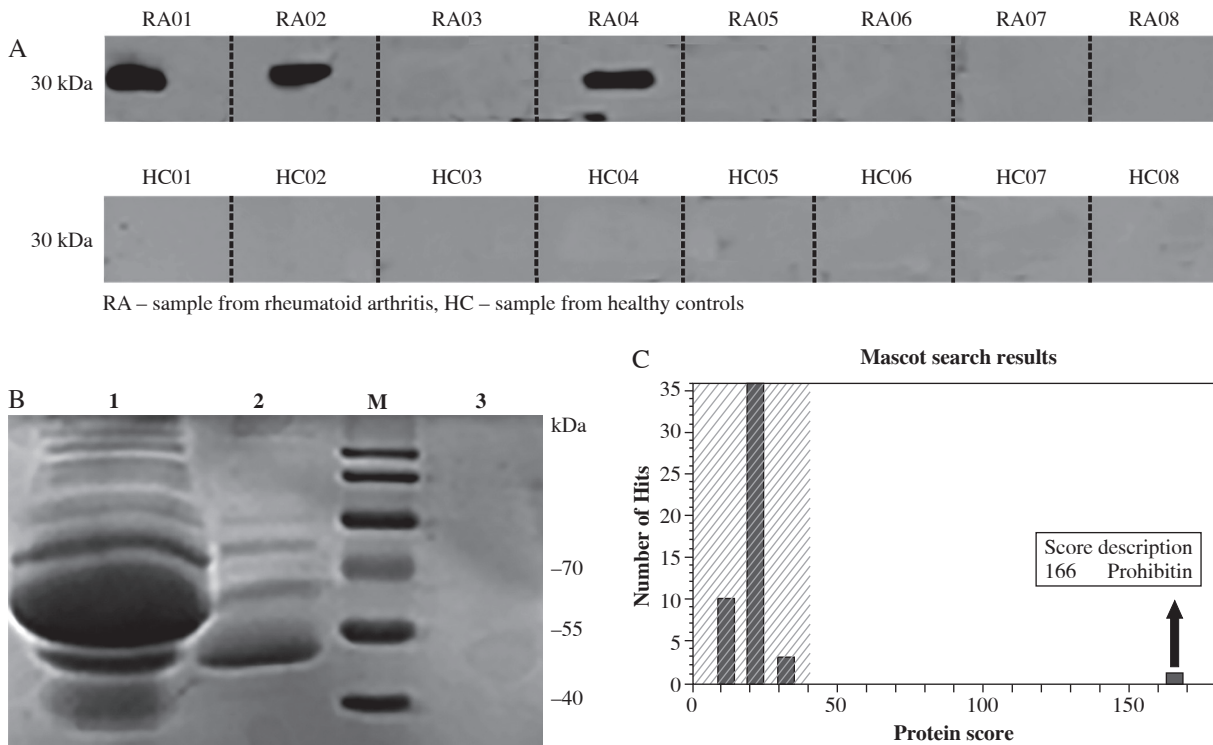 A
RA01 RA02 RA03 RA04 RA05 RA06 RA07 RA08
30 kDa
HC01 HC02 HC03 HC04 HC05 HC06 HC07 HC08
30 kDa
RA – sample from rheumatoid arthritis, HC – sample from healthy controls
B
1 2 M 3
kDa
–70
–55
–40
C
Mascot search results
Number of Hits
35
30
25
20
15
10
5
0
Score description
166 Prohibitin
0 50 100 150
Protein score